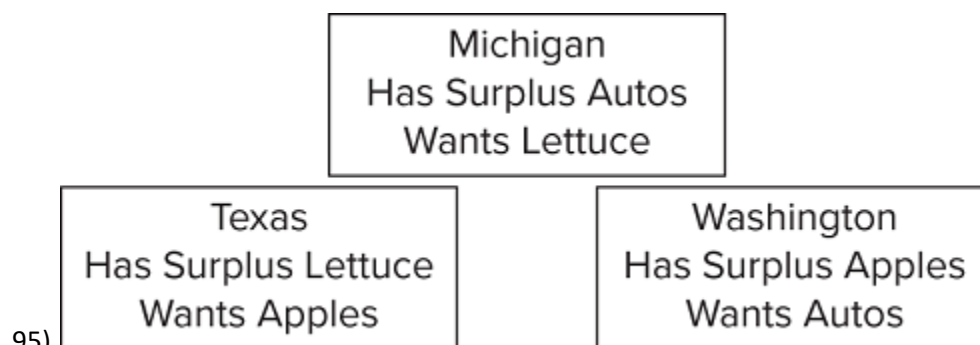 Michigan
Has Surplus Autos
Wants Lettuce
Texas
Has Surplus Lettuce
Wants Apples
Washington
Has Surplus Apples
Wants Autos
95)